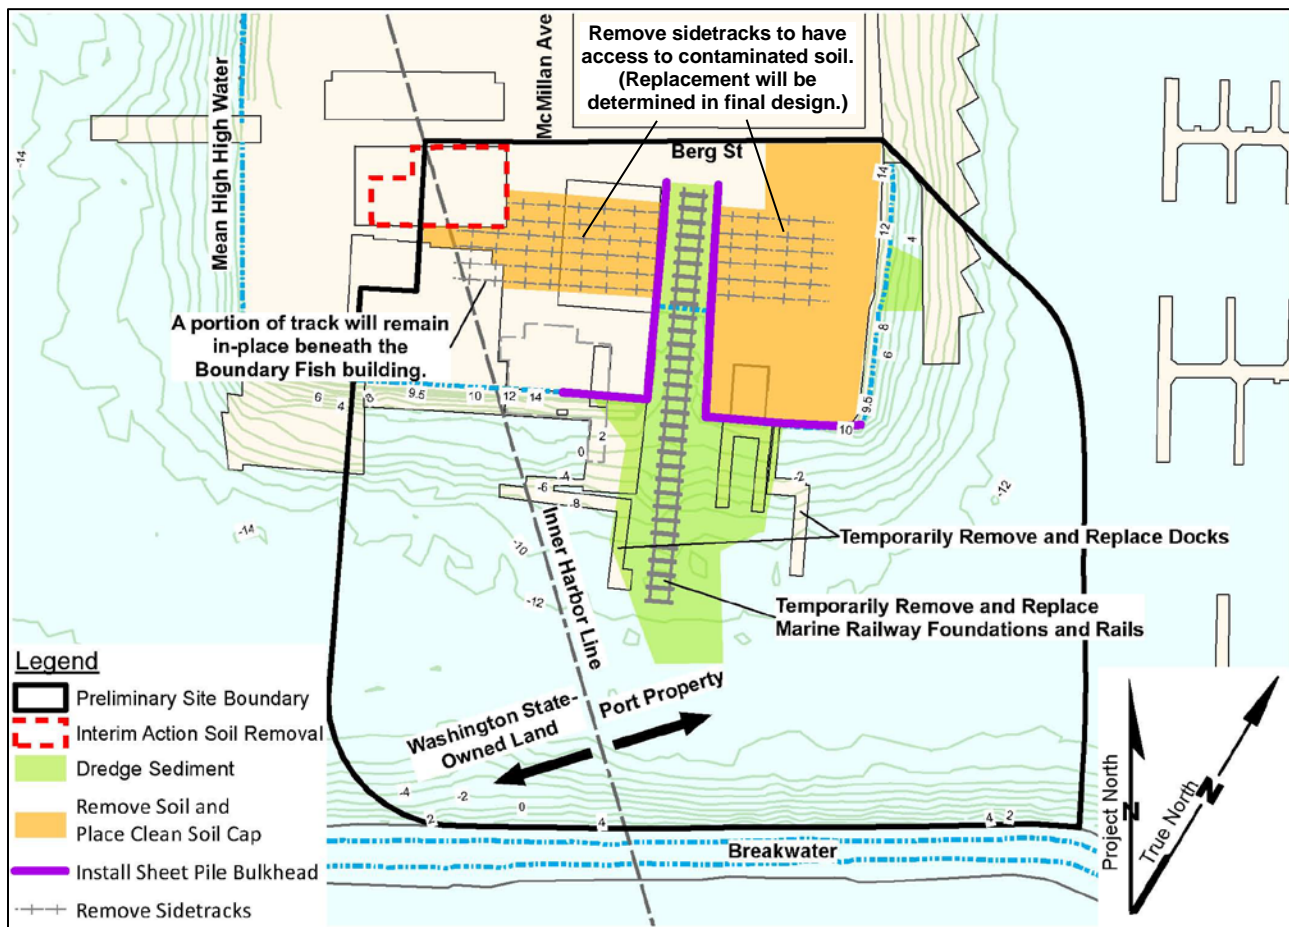 Remove sidetracks to have
access to contaminated soil.
(Replacement will be
determined in final design.)
McMillan Ave
Mean High High Water
-14
-14
Berg St
14
12
4
8
6
9.5
10
A portion of track will remain
in-place beneath the
Boundary Fish building.
6
4
8
9.5
10
12
14
2
0
-4
-6
-8
-2
-12
-14
-10
-12
Inner Harbor Line
Temporarily Remove and Replace Docks
Temporarily Remove and Replace
Marine Railway Foundations and Rails
Washington State-
Owned Land
Port Property
-4
-2
0
2
4
4
2
Breakwater
Legend
Preliminary Site Boundary
Interim Action Soil Removal
Dredge Sediment
Remove Soil and
Place Clean Soil Cap
Install Sheet Pile Bulkhead
Remove Sidetracks
Project North
N
True North
N